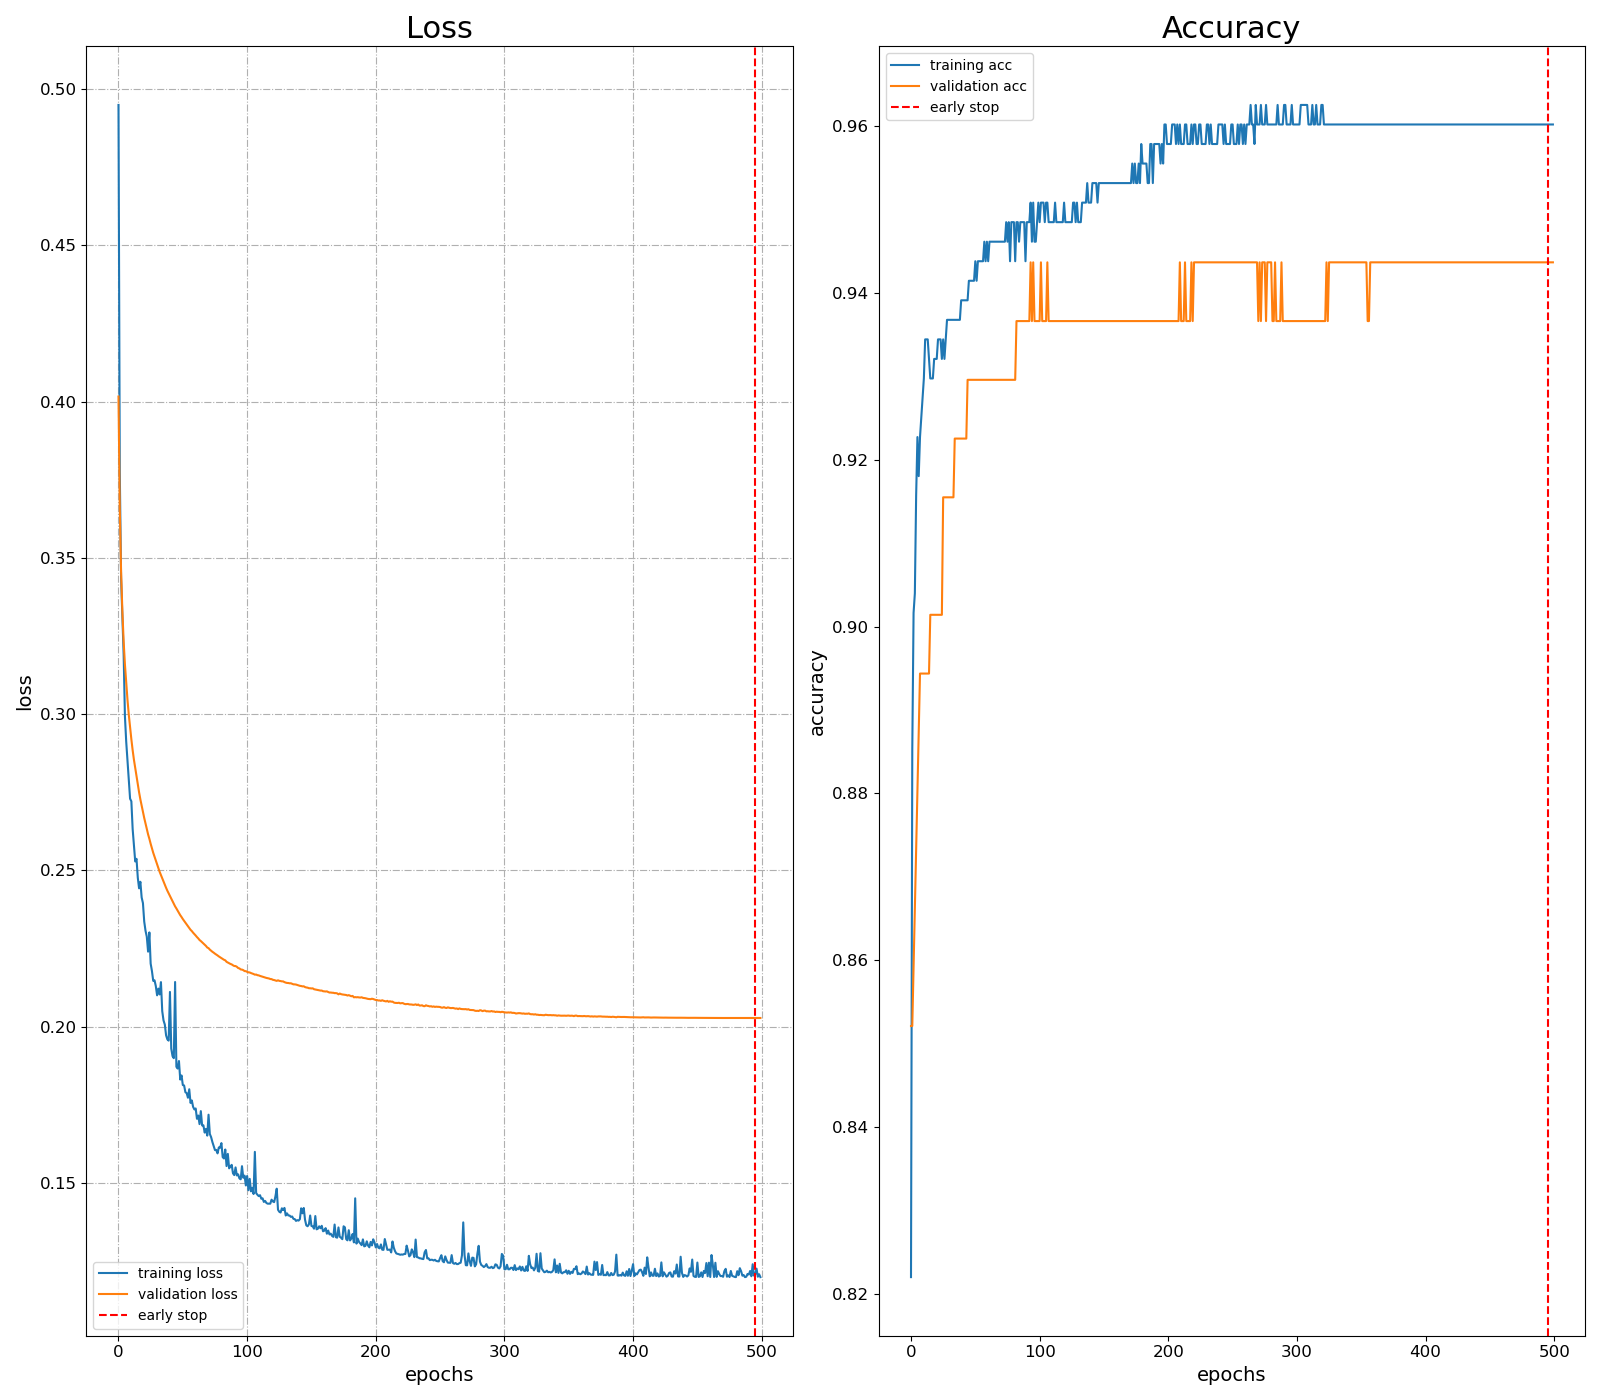 Loss
0.50
0.45
0.40
0.35
0.30
0.25
0.20
0.15
loss
training loss
validation loss
early stop
0 100 200 300 400 500
epochs
Accuracy
training acc
validation acc
early stop
0.96
0.94
0.92
0.90
0.88
0.86
0.84
0.82
accuracy
0 100 200 300 400 500
epochs